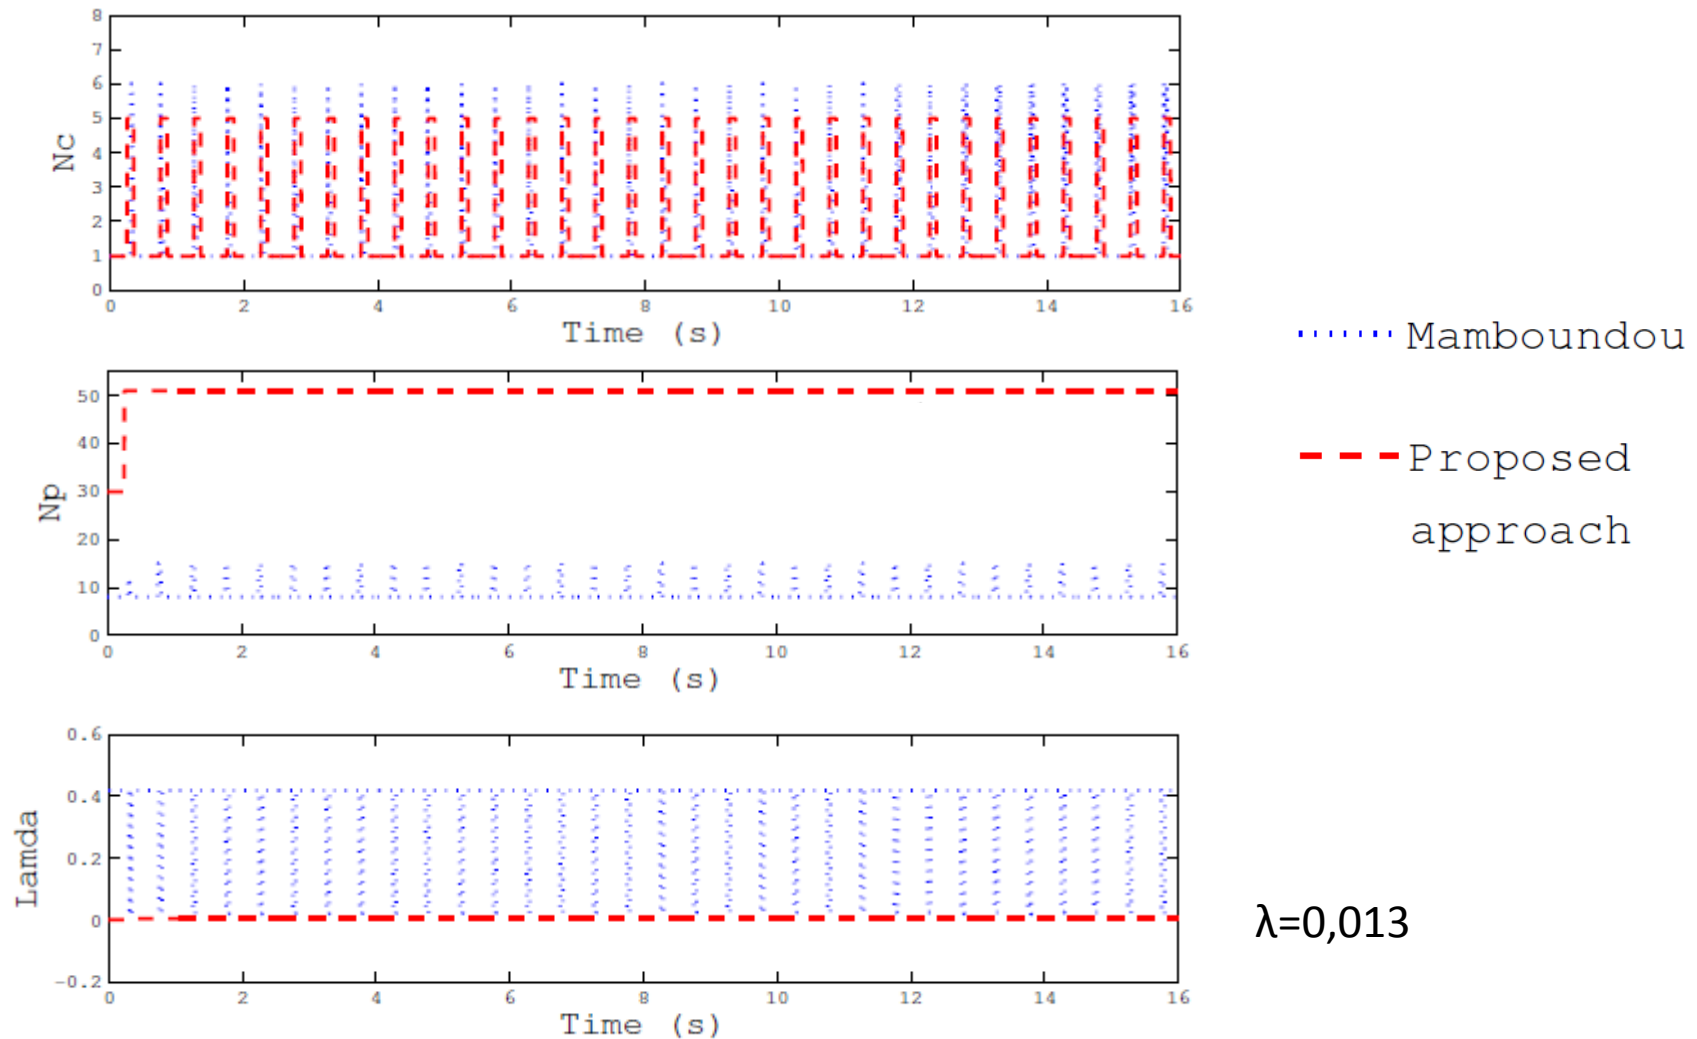 8
7
6
5
4
3
2
1
0
Nc
0 2 4 6 8 10 12 14 16
Time (s)
50
40
30
20
10
0
Np
0 2 4 6 8 10 12 14 16
Time (s)
0.6
0.4
0.2
0
-0.2
Lamda
0 2 4 6 8 10 12 14 16
Time (s)
Mamboundou
Proposed
approach
λ=0,013